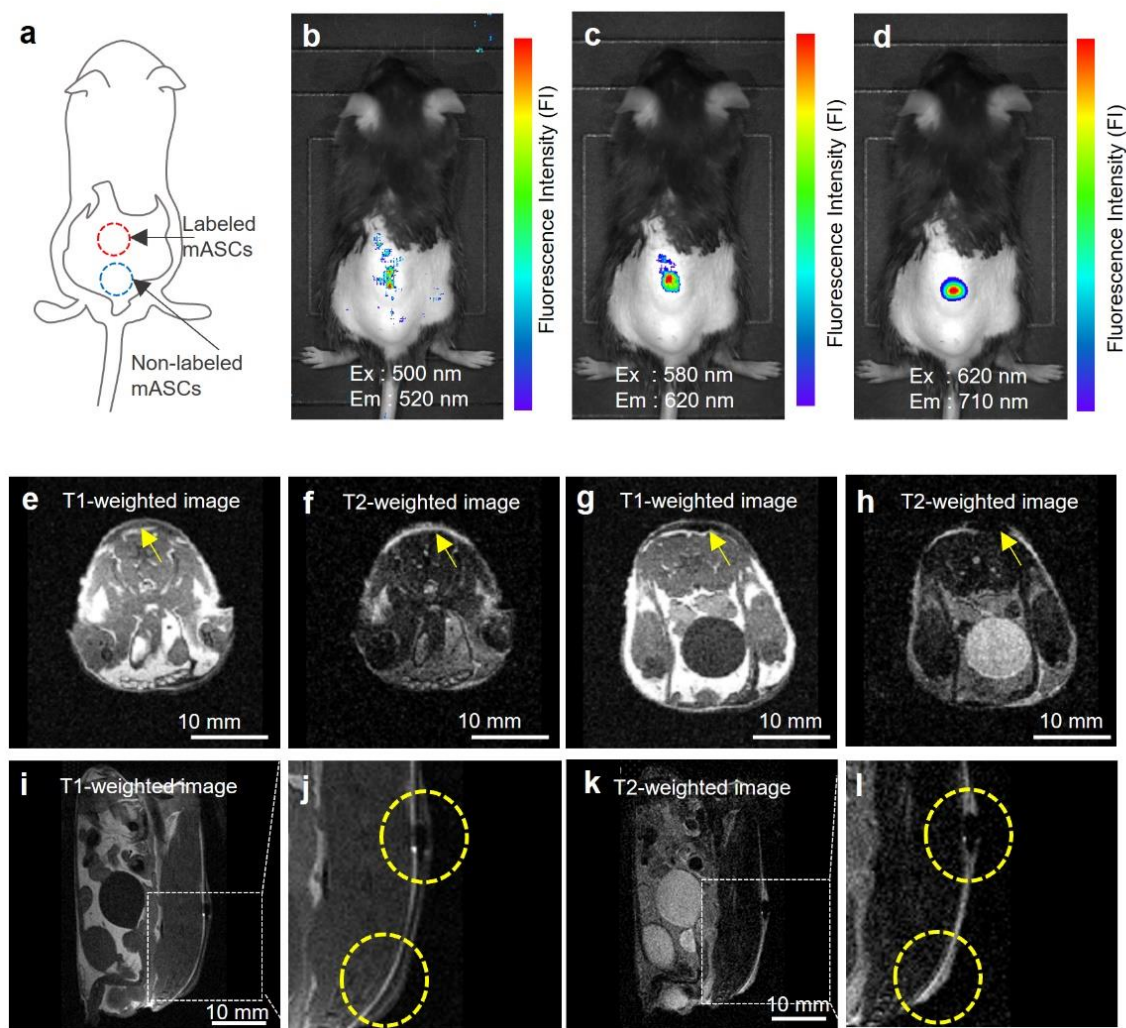 a
Labeled
mASCs
Non-labeled
mASCs
b
Ex : 500 nm
Em : 520 nm
Fluorescence Intensity (FI)
c
Ex : 580 nm
Em : 620 nm
Fluorescence Intensity (FI)
d
Ex : 620 nm
Em : 710 nm
Fluorescence Intensity (FI)
e
T1-weighted image
10 mm
f
T2-weighted image
10 mm
g
T1-weighted image
10 mm
h
T2-weighted image
10 mm
i
T1-weighted image
10 mm
j
k
T2-weighted image
10 mm
l